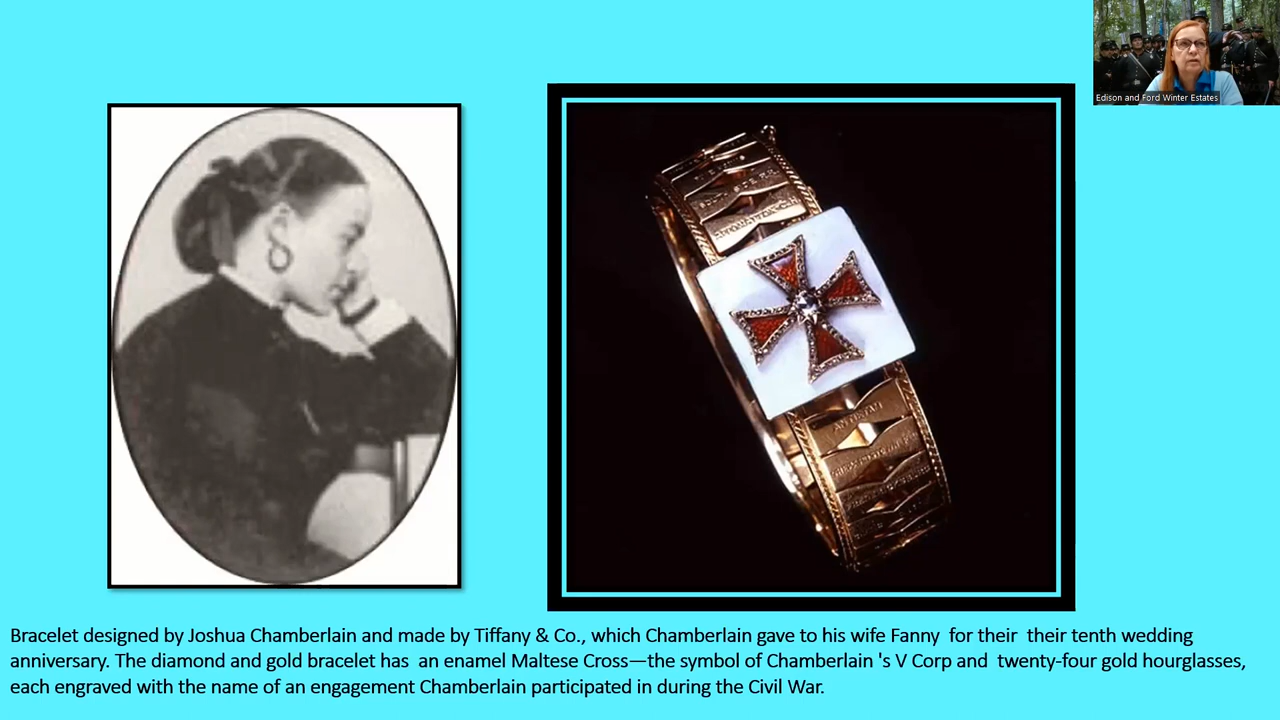 Edison and Ford Winter Estates
ANTIETAM
Bracelet designed by Joshua Chamberlain and made by Tiffany & Co., which Chamberlain gave to his wife Fanny for their their tenth wedding
anniversary. The diamond and gold bracelet has an enamel Maltese Cross—the symbol of Chamberlain 's V Corp and twenty-four gold hourglasses,
each engraved with the name of an engagement Chamberlain participated in during the Civil War.